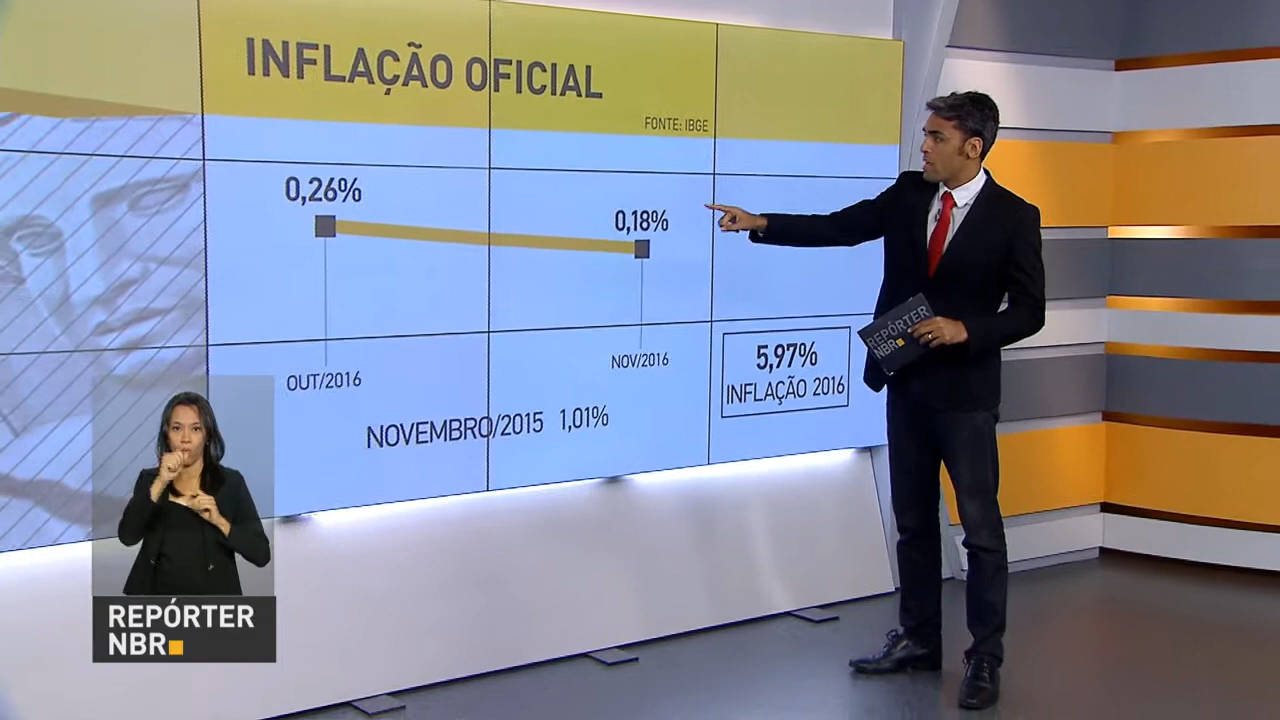 INFLAÇÃO OFICIAL
FONTE: IBGE
0,26%
0,18%
OUT/2016
NOV/2016
NOVEMBRO/2015 1,01%
5,97%
INFLAÇÃO 2016
REPÓRTER
NBR
REPÓRTER
NBR